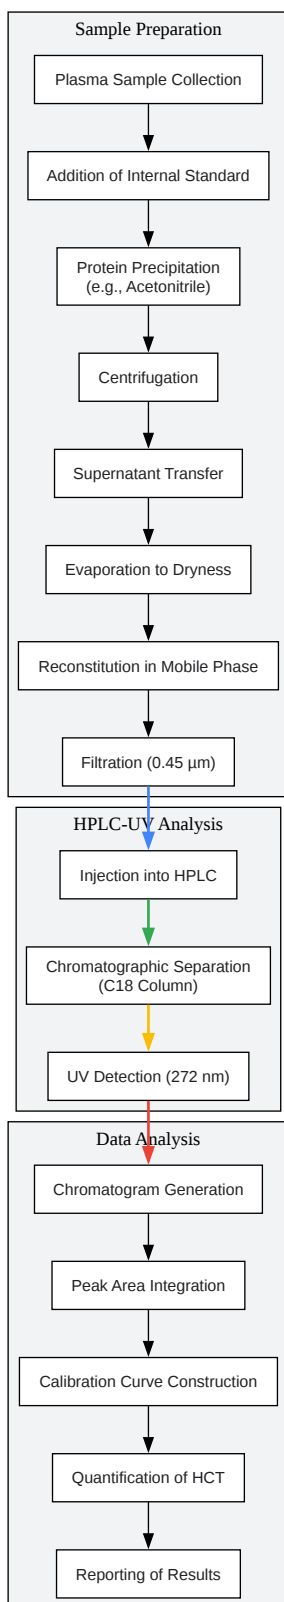 Sample Preparation
Plasma Sample Collection
Addition of Internal Standard
Protein Precipitation
(e.g., Acetonitrile)
Centrifugation
Supernatant Transfer
Evaporation to Dryness
Reconstitution in Mobile Phase
Filtration (0.45 µm)
HPLC-UV Analysis
Injection into HPLC
Chromatographic Separation
(C18 Column)
UV Detection (272 nm)
Data Analysis
Chromatogram Generation
Peak Area Integration
Calibration Curve Construction
Quantification of HCT
Reporting of Results